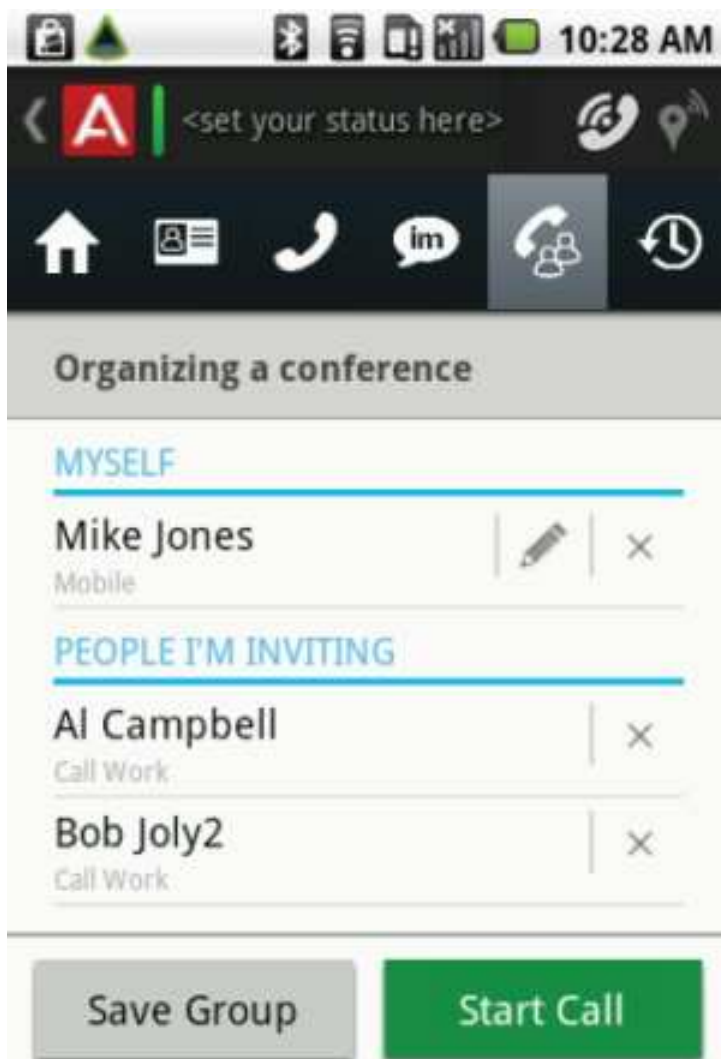 10:28 AM
A <set your status here>
im
Organizing a conference
MYSELF
Mike Jones
Mobile
PEOPLE I'M INVITING
Al Campbell
Call Work
Bob Joly2
Call Work
Save Group Start Call